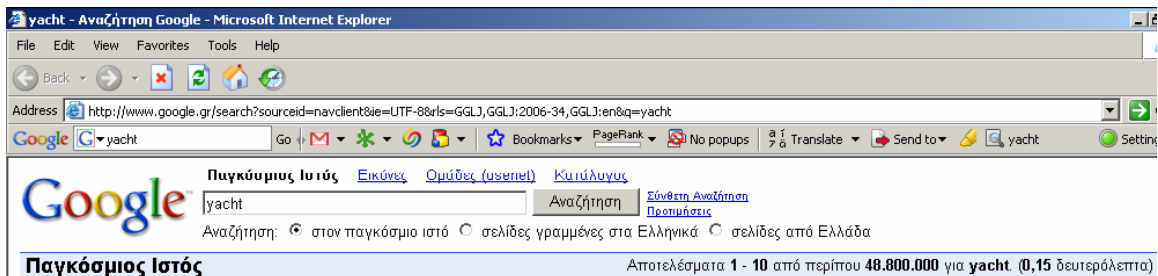 yacht - Αναζήτηση Google - Microsoft Internet Explorer
File Edit View Favorites Tools Help
Back
Address http://www.google.gr/search?sourceid=navclient&ie=UTF-8&rls=GGLJ,GGLJ:2006-34,GGLJ:en&q=yacht
Google G yacht Go Bookmarks PageRank No popups Translate Send to yacht Setting
Google
Παγκόσμιος Ιστός Εικόνες Ομάδες (usenet) Κατάλογος
yacht Αναζήτηση Σύνθετη Αναζήτηση
Προτιμήσεις
Αναζήτηση: στον παγκόσμιο ιστό σελίδες γραμμένες στα Ελληνικά σελίδες από Ελλάδα
Παγκόσμιος Ιστός Αποτελέσματα 1 - 10 από περίπου 48.800.000 για yacht. (0,15 δευτερόλεπτα)